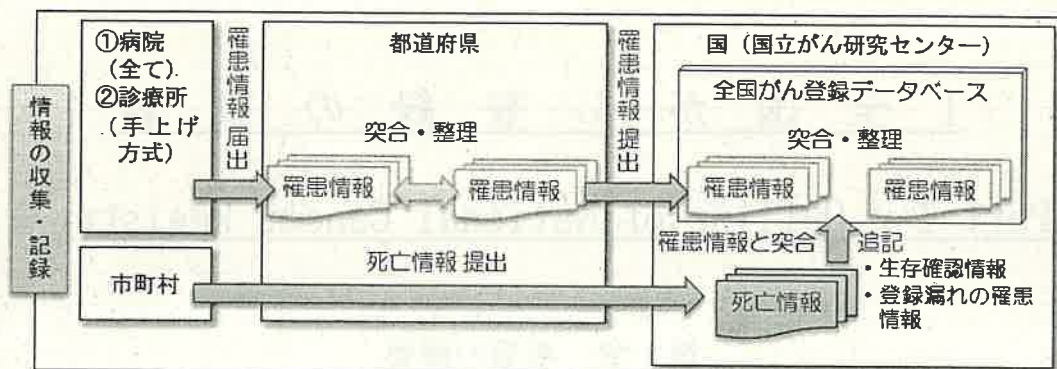 情報の収集・記録
①病院
(全て).
②診療所
.(手上げ
方式)
市町村
罹患情報 届出
都道府県
突合・整理
罹患情報
罹患情報
死亡情報 提出
罹患情報 提出
国(国立がん研究センター)
全国がん登録データベース
突合・整理
罹患情報
罹患情報
罹患情報と突合
追記
死亡情報
・生存確認情報
・登録漏れの罹患
情報